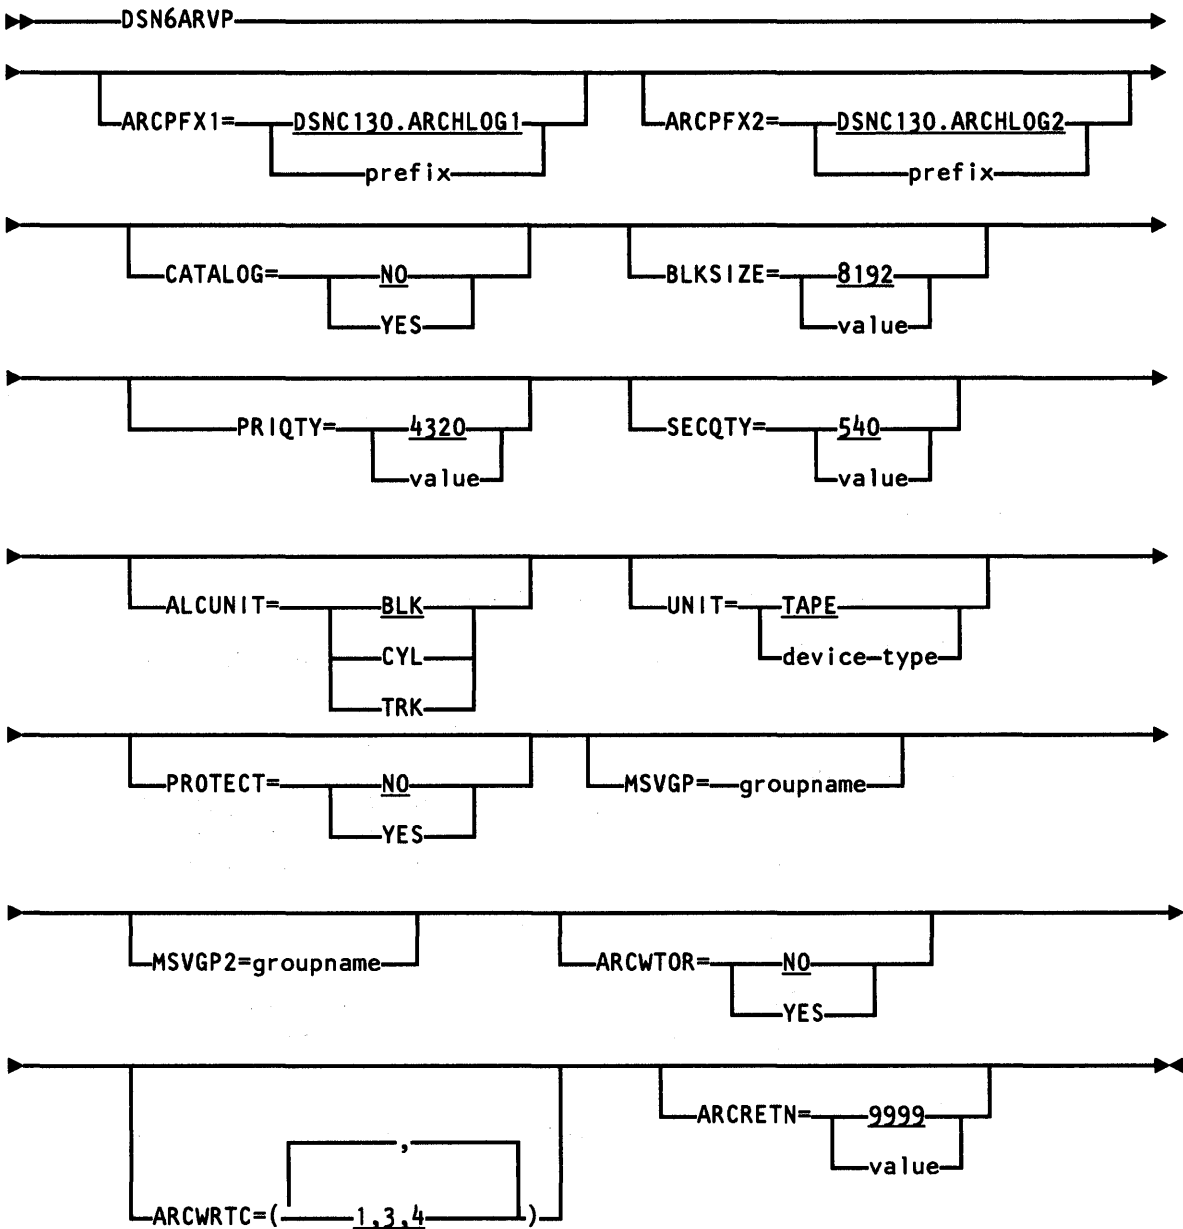 DSN6ARVP
ARCPFX1= DSNC130.ARCHLOG1 ARCPFX2= DSNC130.ARCHLOG2
prefix prefix
CATALOG= NO BLKSIZE= 8192
YES value
PRIQTY= 4320 SECQTY= 540
value value
ALCUNIT= BLK UNIT= TAPE
CYL device-type
TRK
PROTECT= NO MSVGP= groupname
YES
MSVGP2=groupname ARCWTOR= NO
YES
ARCRETN= 9999
,
value
ARCWRTC=( 1,3,4 )